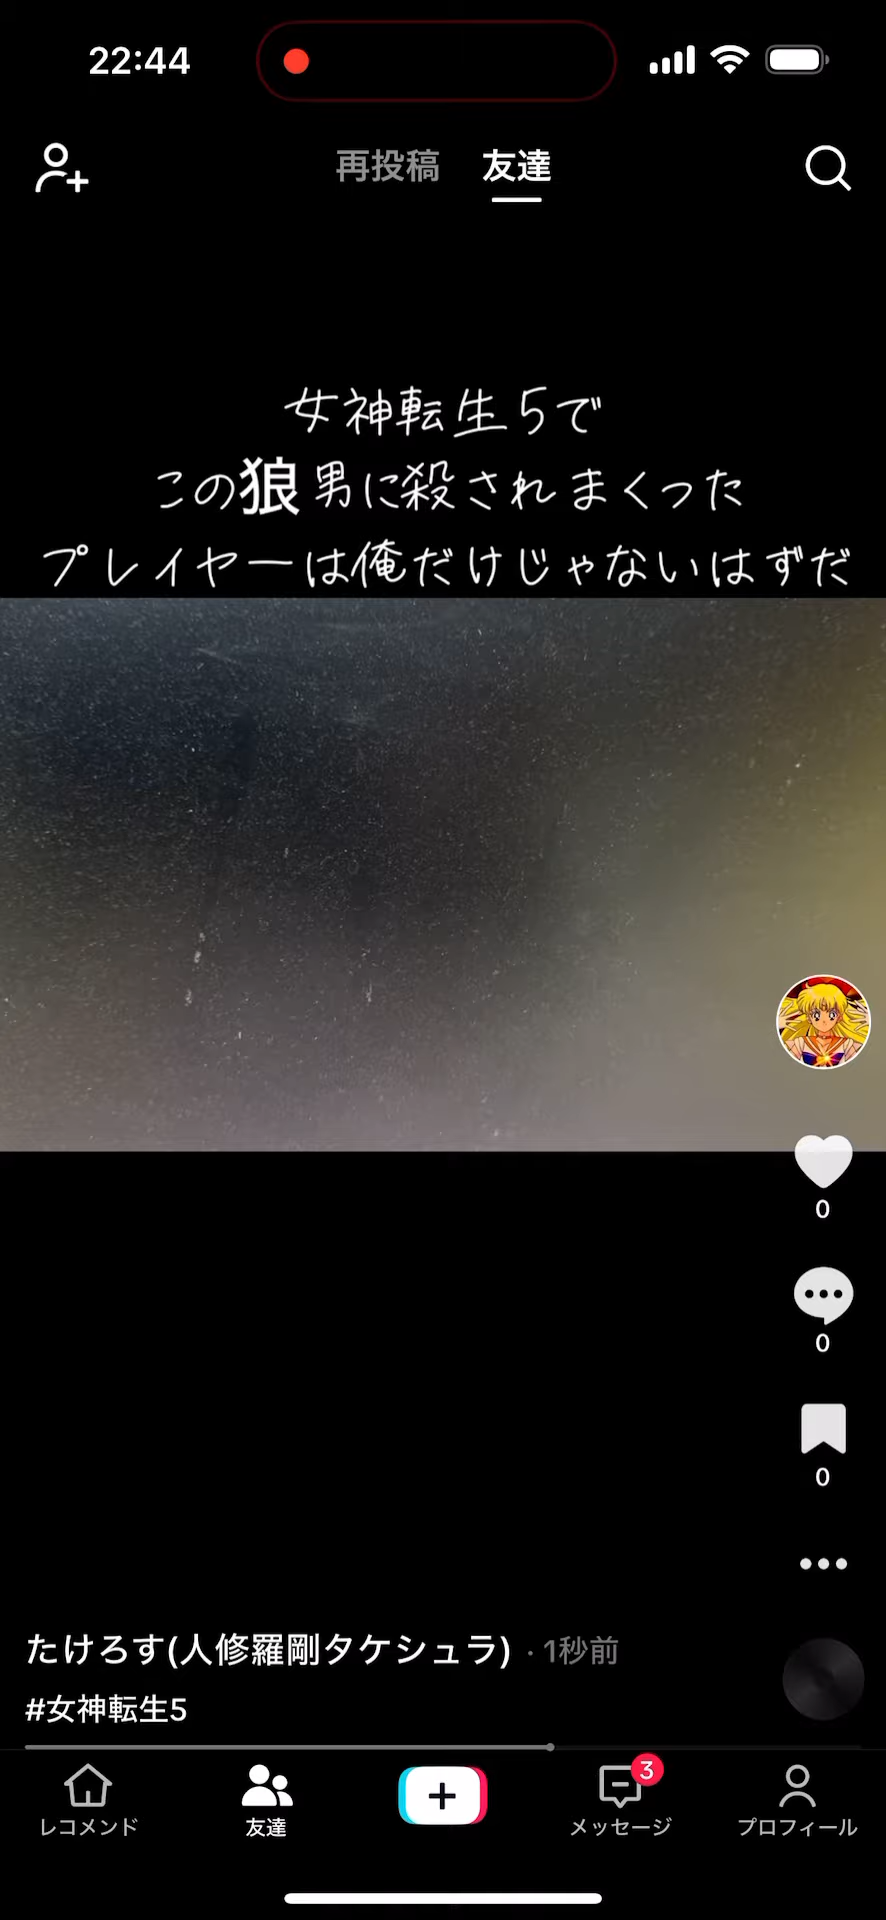 22:44
再投稿 友達
女神転生5で
この狼男に殺されまくった
プレイヤーは俺だけじゃないはずだ
0
0
0
たけろす(人修羅剛タケシュラ) · 1秒前
#女神転生5
3
レコメンド 友達 メッセージ プロフィール